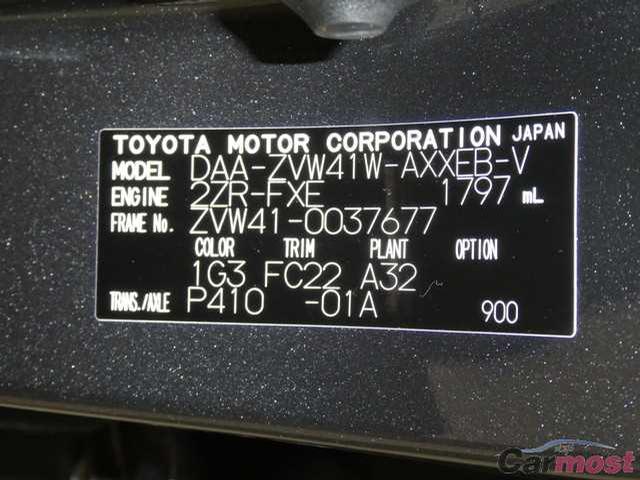 TOYOTA MOTOR CORPORATION JAPAN
MODEL DAA-ZVW41W-AXXEB-V
ENGINE 2ZR-FXE 1797 mL
FRAME No. ZVW41-0037677
COLOR TRIM PLANT OPTION
1G3 FC22 A32
TRANS./AXLE P410 -01A 900
Carmost